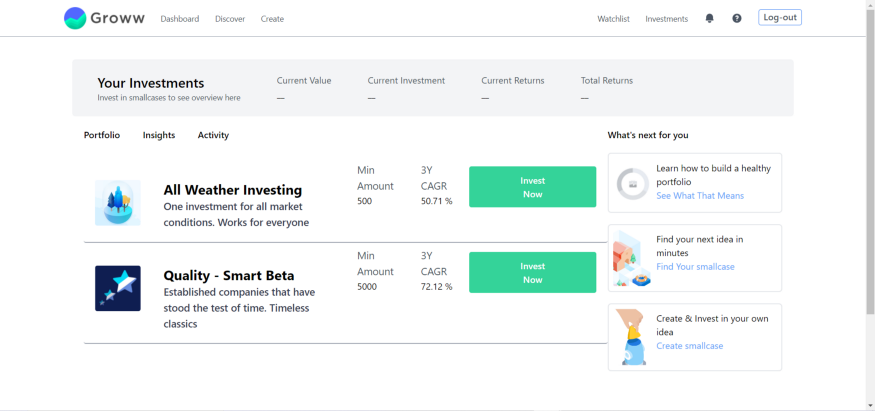 Groww Dashboard Discover Create Watchlist Investments Log-out
Your Investments
Invest in smallcases to see overview here
Current Value Current Investment Current Returns Total Returns
— — — —
Portfolio Insights Activity
All Weather Investing
One investment for all market
conditions. Works for everyone
Min
Amount
500
3Y
CAGR
50.71 %
Invest
Now
Quality - Smart Beta
Established companies that have
stood the test of time. Timeless
classics
Min
Amount
5000
3Y
CAGR
72.12 %
Invest
Now
What's next for you
Learn how to build a healthy
portfolio
See What That Means
Find your next idea in
minutes
Find Your smallcase
Create & Invest in your own
idea
Create smallcase